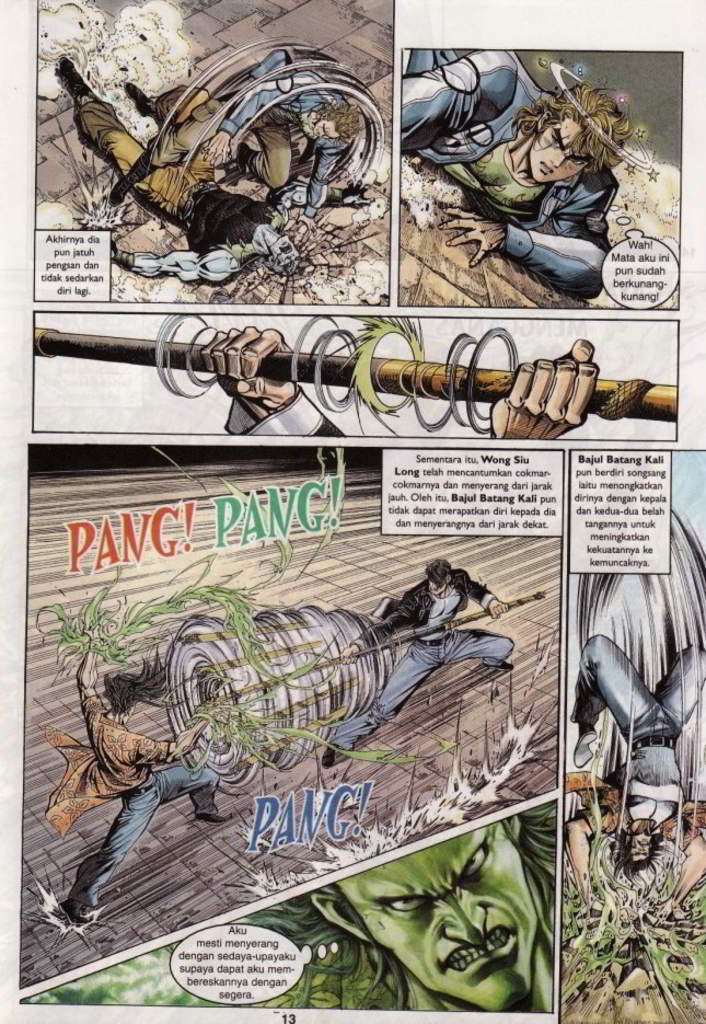 Akhirnya dia
pun jatuh
pengsan dan
tidak sedarkan
diri lagi.
Wah!
Mata aku ini
pun sudah
berkunang-
kunang!
Sementara itu, Wong Siu
Long telah mencantumkan cokmar-
cokmarnya dan menyerang dari jarak
jauh. Oleh itu, Bajul Batang Kali pun
tidak dapat merapatkan diri kepada dia
dan menyerangnya dari jarak dekat.
PANG! PANG!
PANG!
Bajul Batang Kali
pun berdiri songsang
iaitu menongkatkan
dirinya dengan kepala
dan kedua-dua belah
tangannya untuk
meningkatkan
kekuatannya ke
kemuncaknya.
Aku
mesti menyerang
dengan sedaya-upayaku
supaya dapat aku mem-
bereskannya dengan
segera.
13